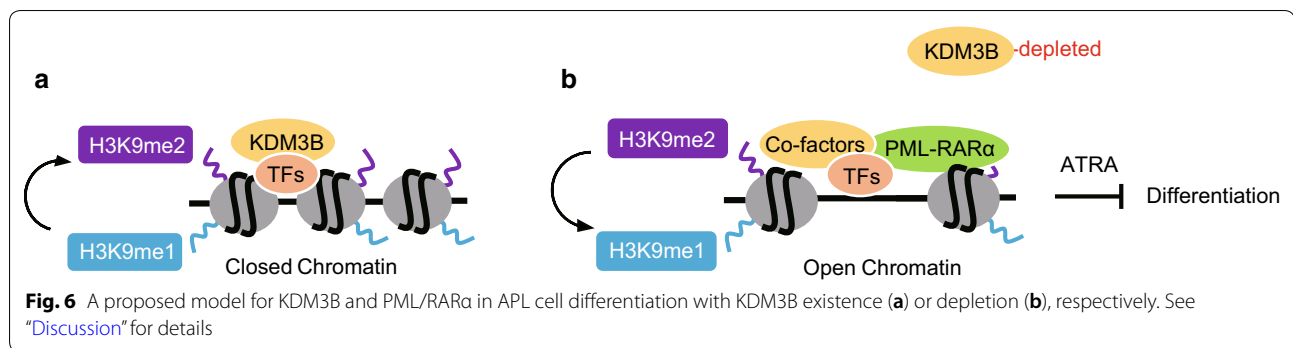 KDM3B -depleted
a
H3K9me2
KDM3B
TFs
H3K9me1
Closed Chromatin
b
H3K9me2
Co-factors
PML-RARα
TFs
H3K9me1
Open Chromatin
ATRA
Differentiation
Fig. 6 A proposed model for KDM3B and PML/RARα in APL cell differentiation with KDM3B existence (a) or depletion (b), respectively. See
"Discussion" for details